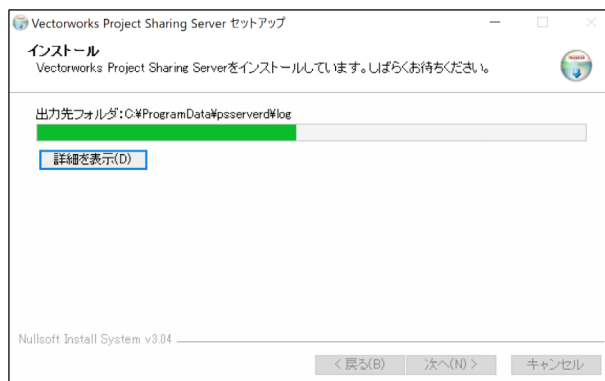 Vectorworks Project Sharing Server セットアップ
インストール
Vectorworks Project Sharing Serverをインストールしています。しばらくお待ちください。
出力先フォルダ:C:¥ProgramData¥psserverd¥log
詳細を表示(D)
Nullsoft Install System v3.04
< 戻る(B) 次へ(N) > キャンセル